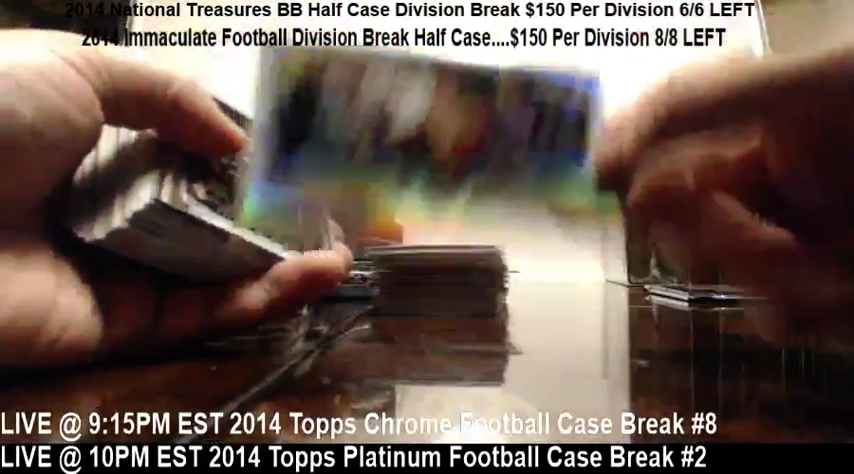 2014 National Treasures BB Half Case Division Break $150 Per Division 6/6 LEFT
2014 Immaculate Football Division Break Half Case....$150 Per Division 8/8 LEFT
LIVE @ 9:15PM EST 2014 Topps Chrome Football Case Break #8
LIVE @ 10PM EST 2014 Topps Platinum Football Case Break #2